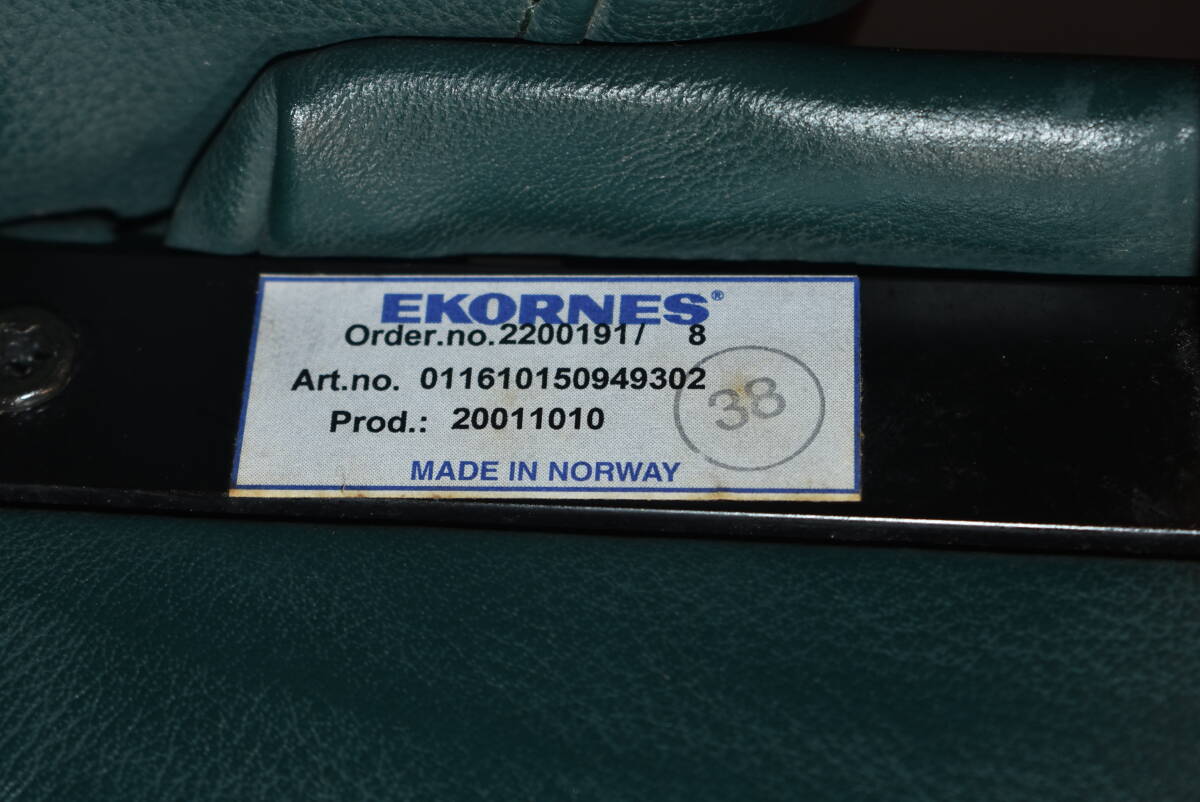 EKORNES®
Order.no. 2200191/ 8
Art.no. 011610150949302
38
Prod.: 20011010
MADE IN NORWAY